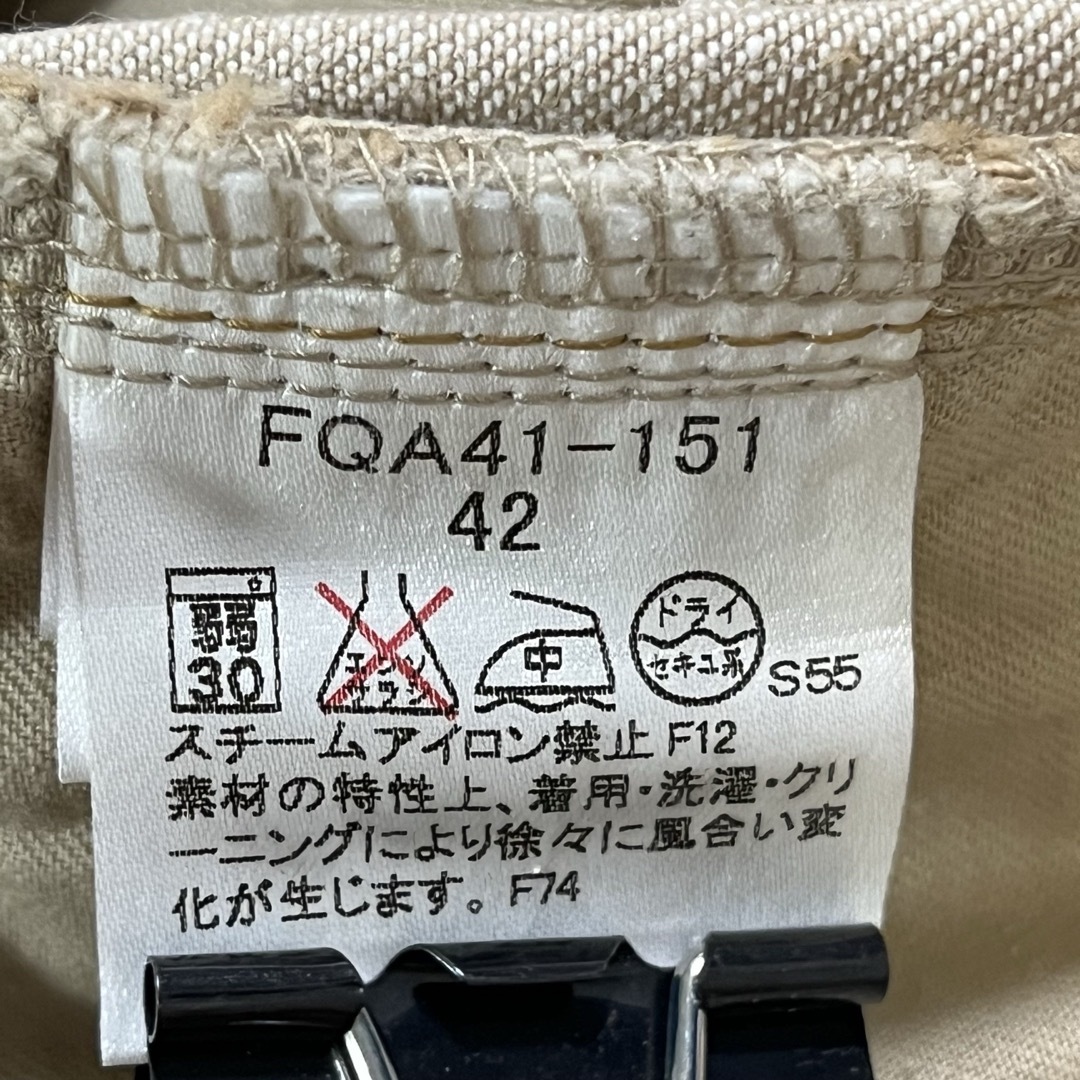 FQA41-151
42
弱
30
エンソ
サラシ
中
ドライ
セキユ系
S55
スチームアイロン禁止 F12
素材の特性上、着用・洗濯・クリ
ーニングにより徐々に風合い変
化が生じます。F74